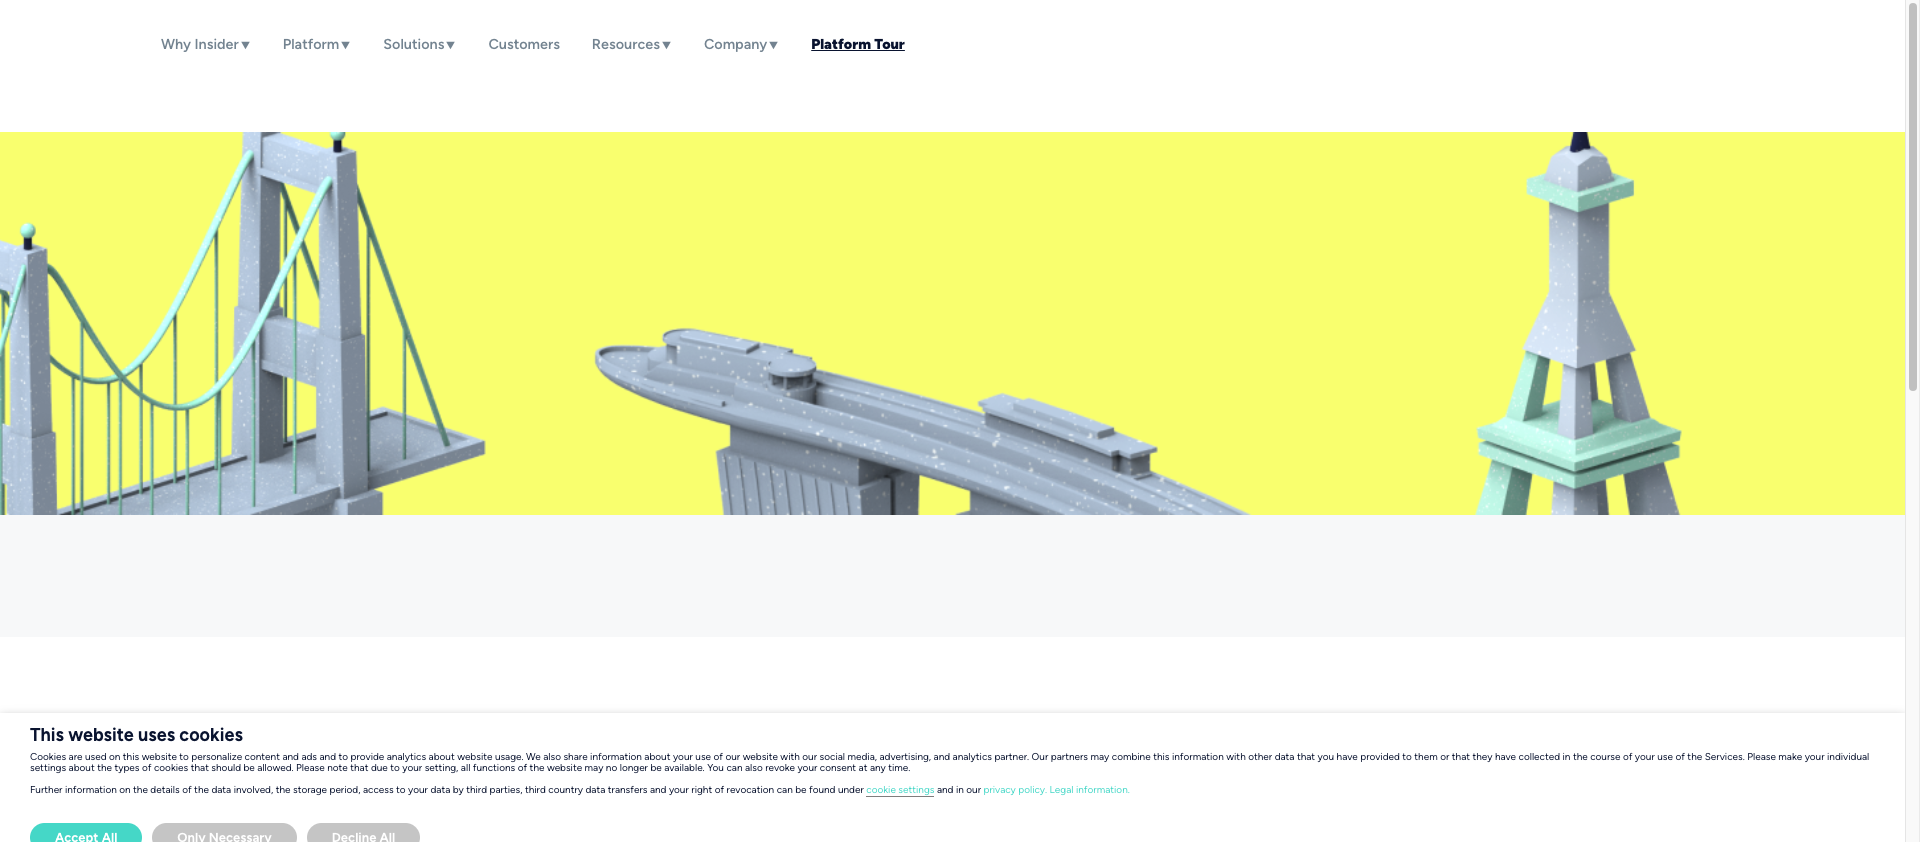 Why Insider▼ Platform▼ Solutions▼ Customers Resources▼ Company▼ Platform Tour
This website uses cookies
Cookies are used on this website to personalize content and ads and to provide analytics about website usage. We also share information about your use of our website with our social media, advertising, and analytics partner. Our partners may combine this information with other data that you have provided to them or that they have collected in the course of your use of the Services. Please make your individual
settings about the types of cookies that should be allowed. Please note that due to your setting, all functions of the website may no longer be available. You can also revoke your consent at any time.
Further information on the details of the data involved, the storage period, access to your data by third parties, third country data transfers and your right of revocation can be found under cookie settings and in our privacy policy. Legal information.
Accept All Only Necessary Decline All